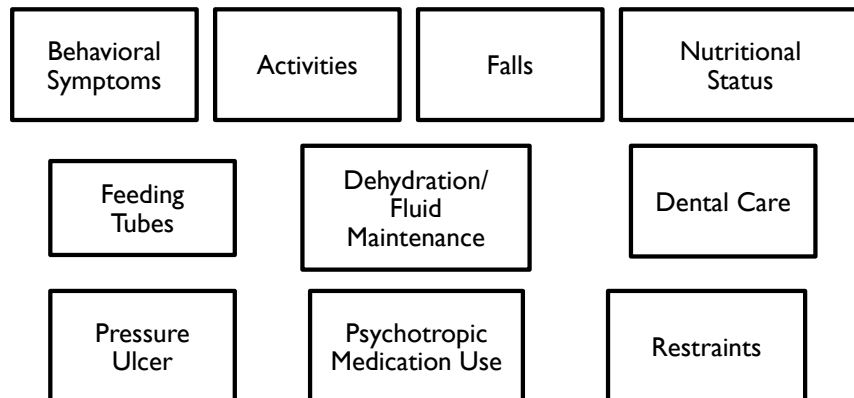 Behavioral
Symptoms
Activities
Falls
Nutritional
Status
Feeding
Tubes
Dehydration/
Fluid
Maintenance
Dental Care
Pressure
Ulcer
Psychotropic
Medication Use
Restraints